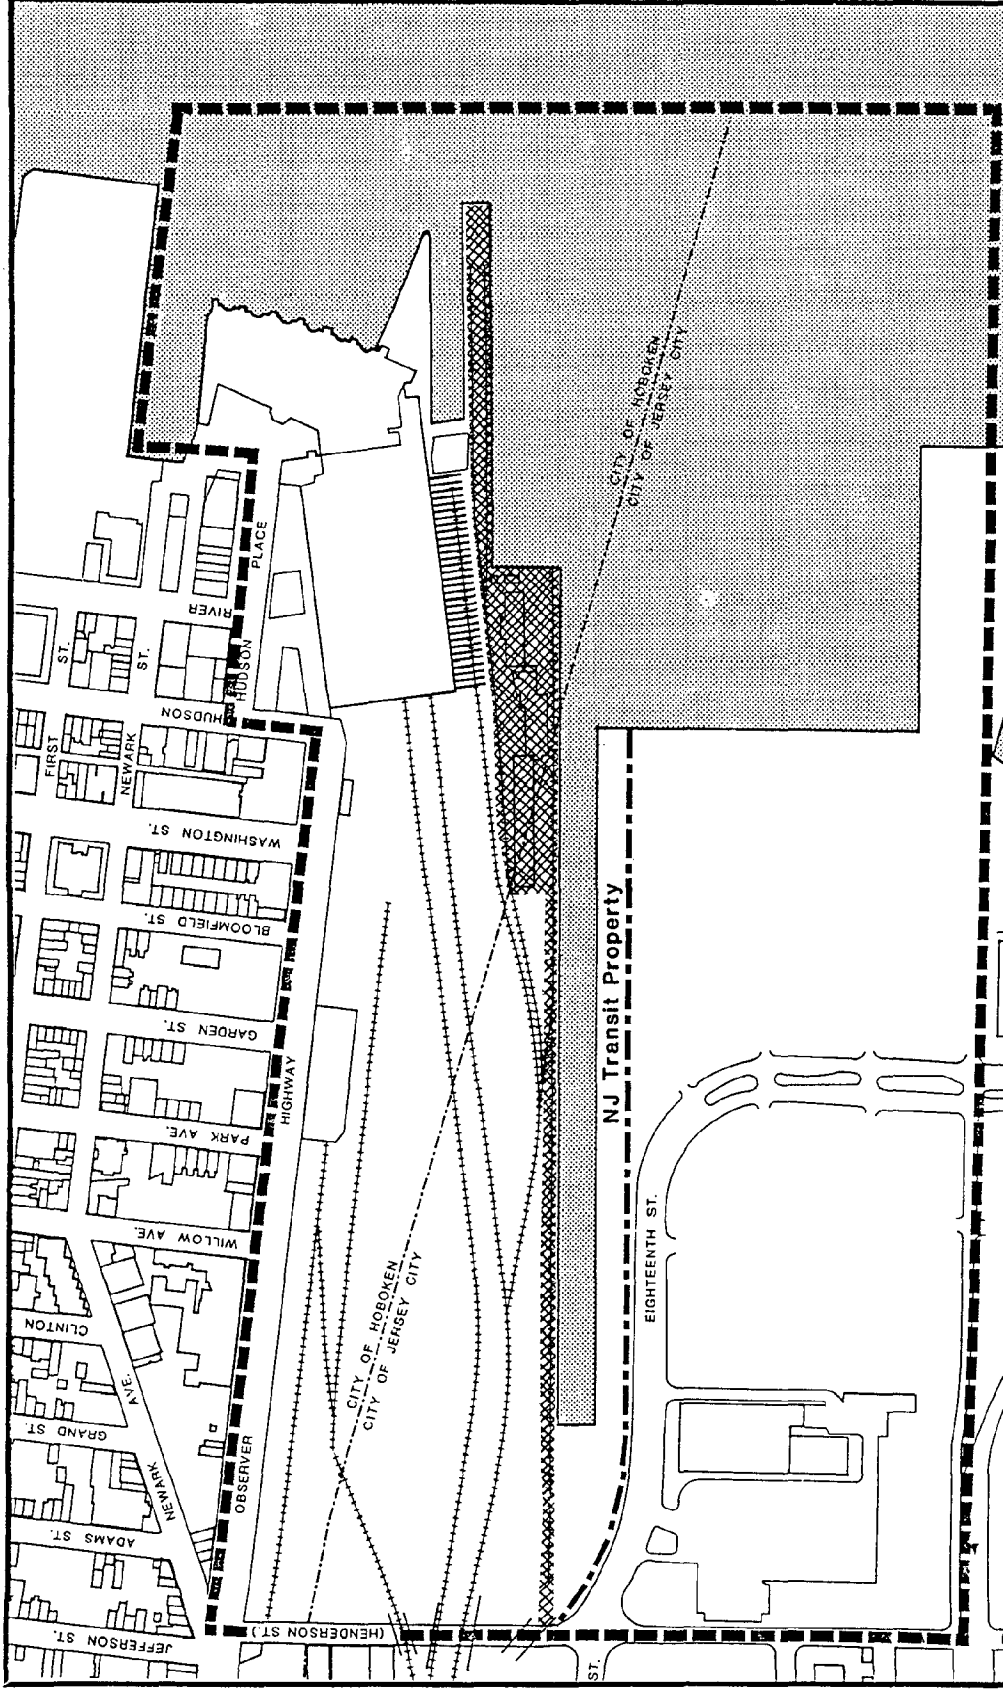 CITY OF HOBOKEN
CITY OF JERSEY CITY
PLACE
RIVER
HUDSON
ST.
ST.
HUDSON
FIRST
NEWARK
WASHINGTON ST.
BLOOMFIELD ST.
GARDEN ST.
HIGHWAY
PARK AVE.
WILLOW AVE.
NJ Transit Property
EIGHTEENTH ST.
CITY OF HOBOKEN
CITY OF JERSEY CITY
CLINTON
AVE.
GRAND ST.
NEWARK
OBSERVER
ADAMS ST.
JEFFERSON ST.
(HENDERSON ST.)
ST.